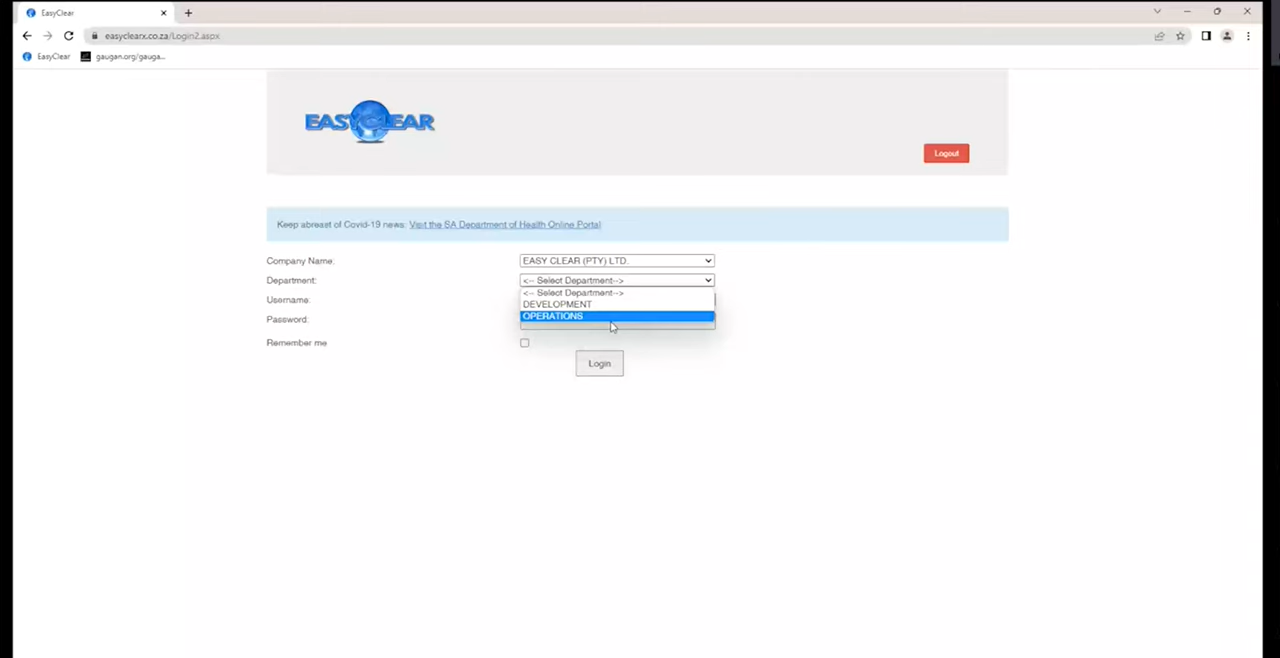 EasyClear
easyclearx.co.za/Login2.aspx
EasyClear gaugan.org/gauga...
EASYCLEAR
Logout
Keep abreast of Covid-19 news: Visit the SA Department of Health Online Portal
Company Name: EASY CLEAR (PTY) LTD.
Department: <-- Select Department-->
<-- Select Department-->
Username:
DEVELOPMENT
OPERATIONS
Password:
Remember me
Login